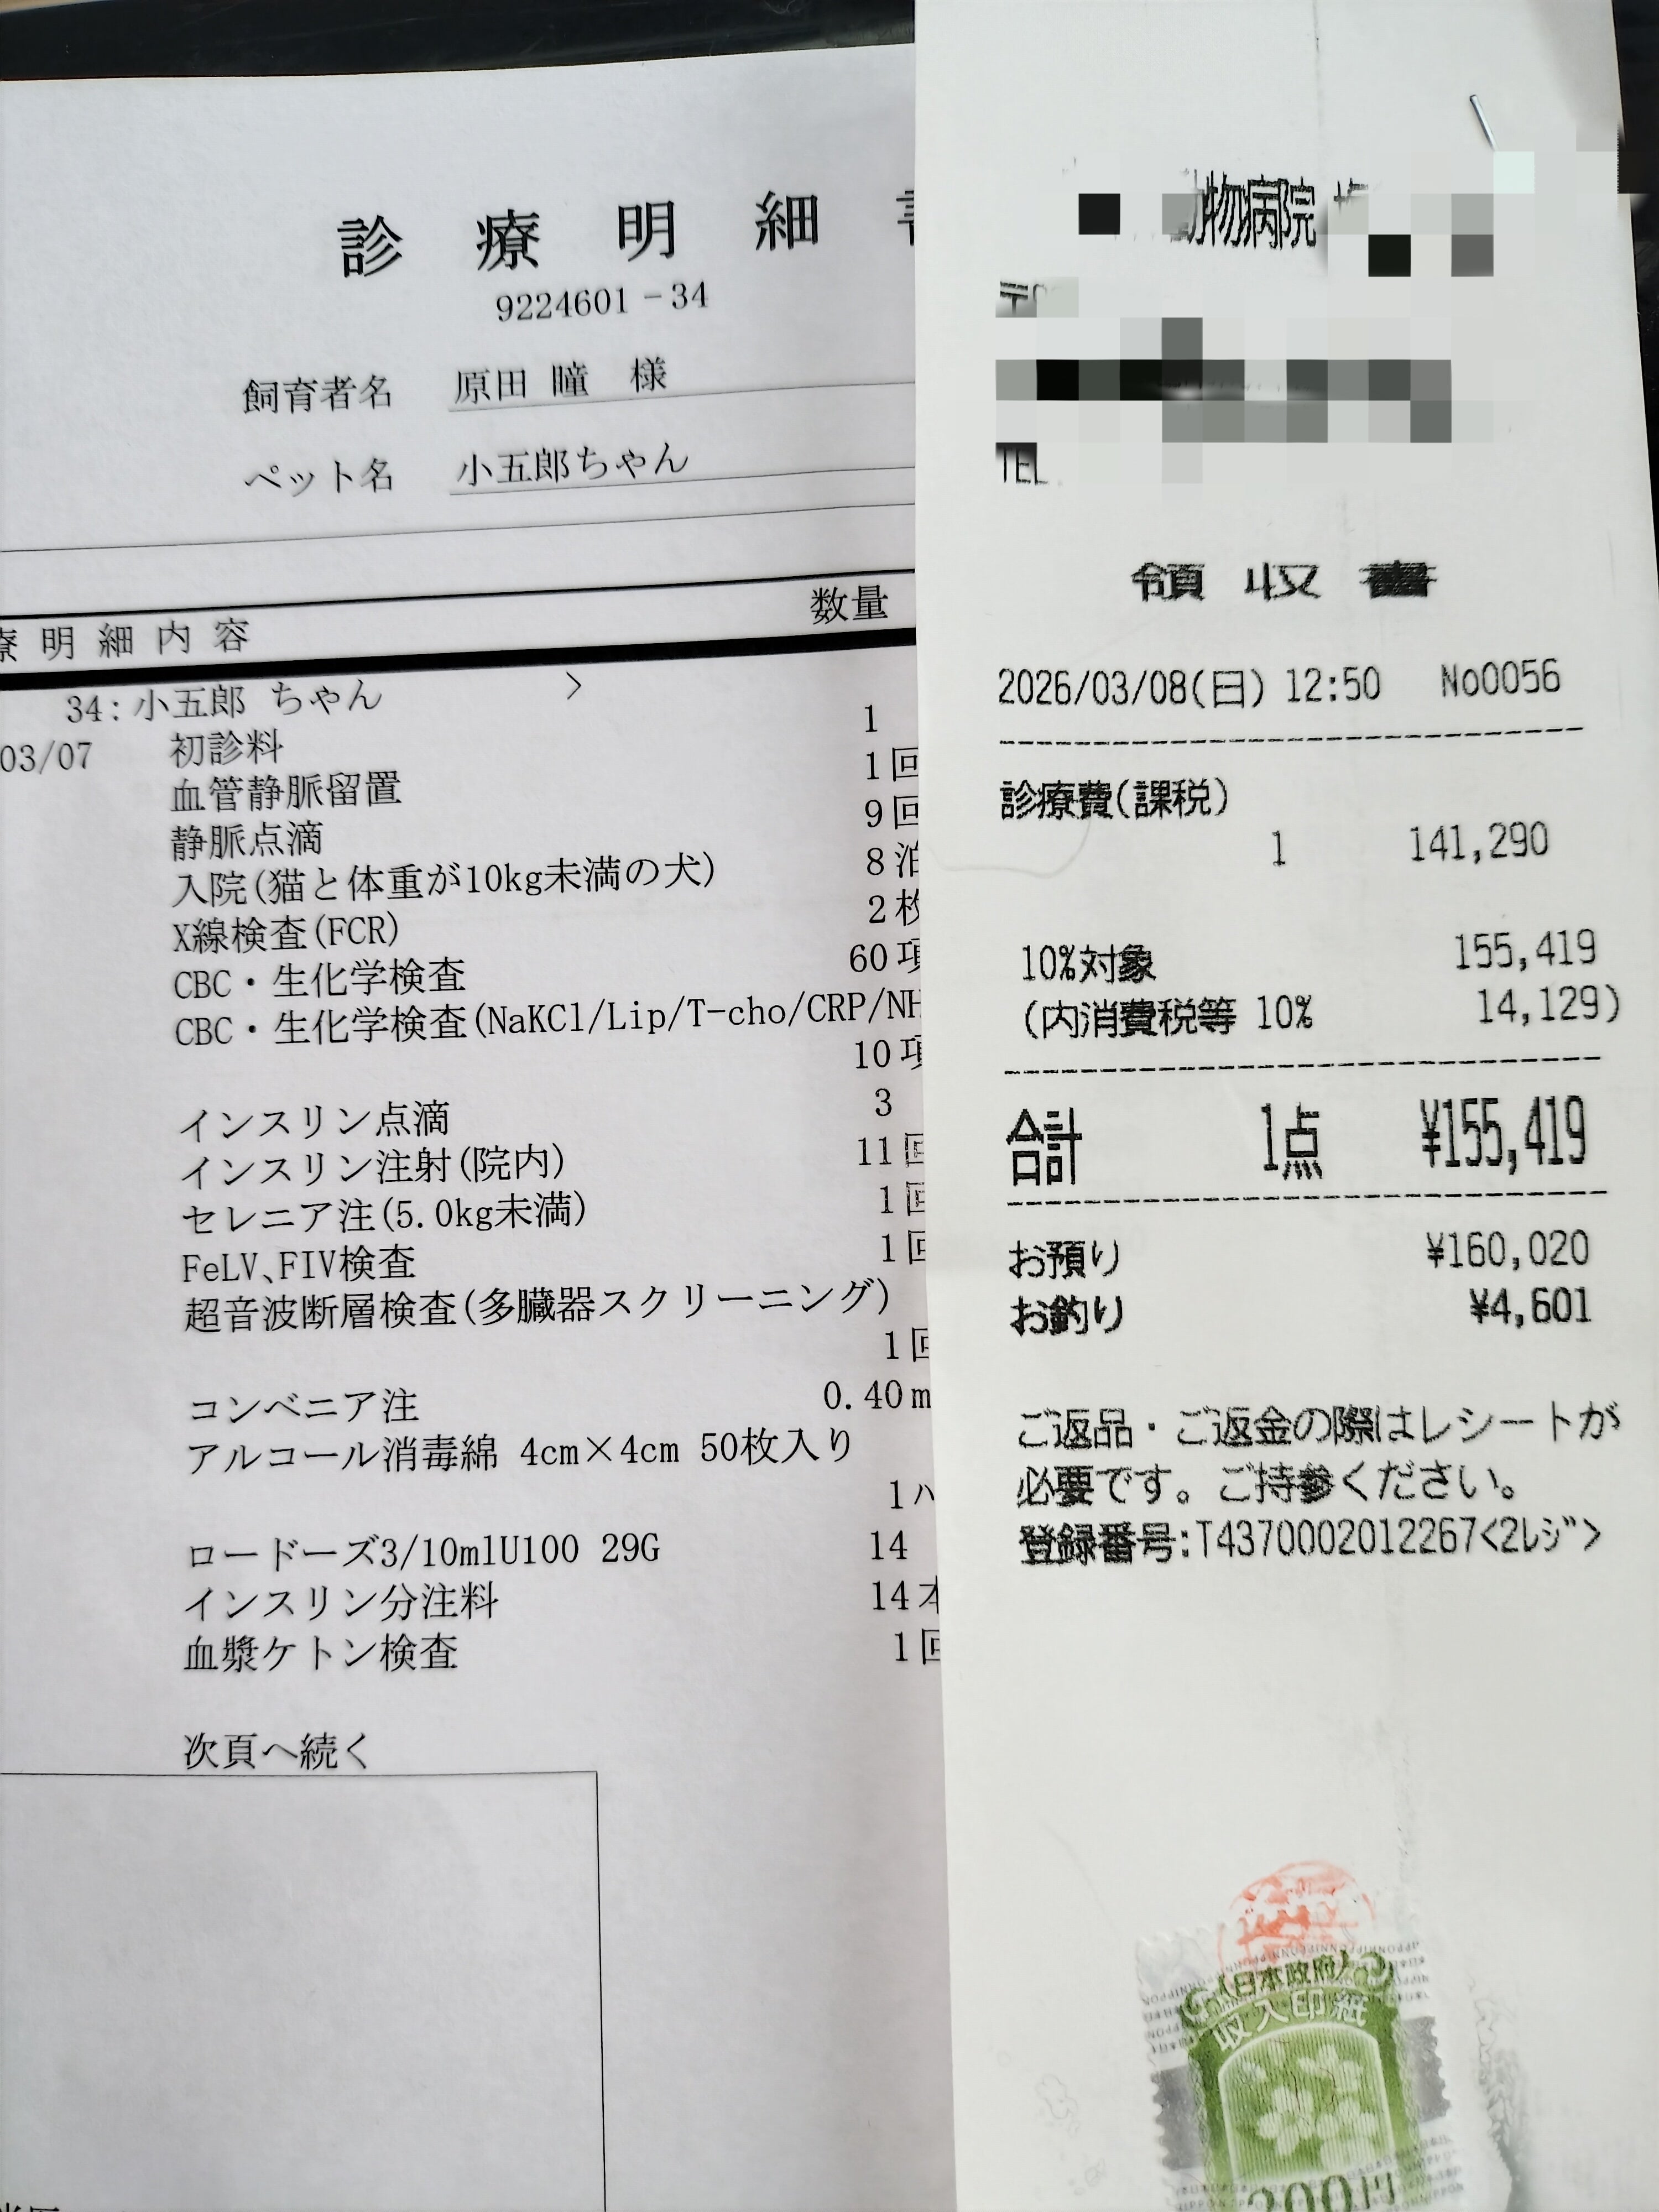 診療明細
9224601-34
飼育者名 原田 瞳 様
ペット名 小五郎ちゃん
療明細内容 数量
34:小五郎 ちゃん >
03/07 初診料 1
血管静脈留置 1回
静脈点滴 9回
入院(猫と体重が10kg未満の犬) 8泊
X線検査(FCR) 2枚
CBC・生化学検査 60項
CBC・生化学検査(NaKCl/Lip/T-cho/CRP/NH
10項
インスリン点滴 3
インスリン注射(院内) 11回
セレニア注(5.0kg未満) 1回
FeLV、FIV検査 1回
超音波断層検査(多臓器スクリーニング)
1回
コンベニア注 0.40m
アルコール消毒綿 4cm×4cm 50枚入り
1パ
ロードーズ3/10mlU100 29G 14
インスリン分注料 14本
血漿ケトン検査 1回
次頁へ続く
物病院
〒
TEL
領収書
2026/03/08(日) 12:50 No0056
診療費(課税)
1 141,290
10%対象 155,419
(内消費税等 10% 14,129)
合計 1点 ¥155,419
お預り ¥160,020
お釣り ¥4,601
ご返品・ご返金の際はレシートが
必要です。ご持参ください。
登録番号:T4370002012267<2レジ>
日本政府
収入印紙
200円